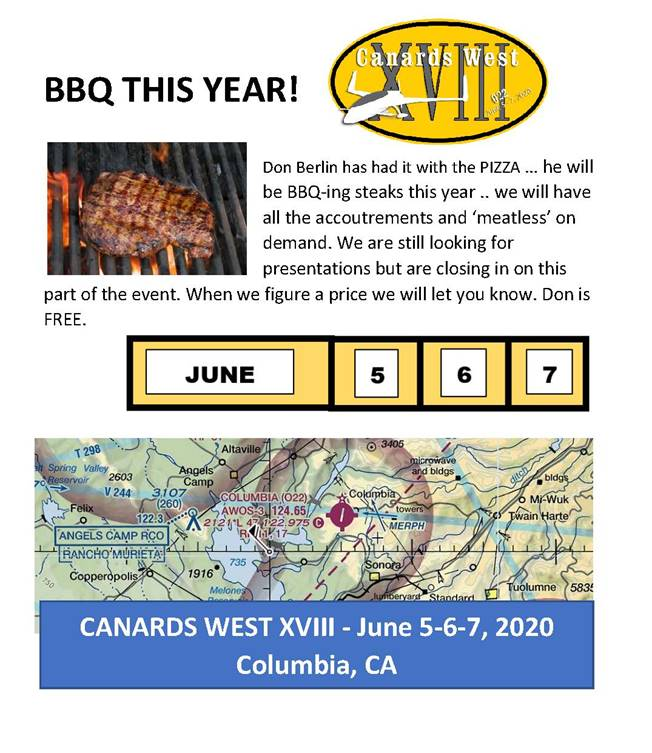 Canards West
XVIII
O22
BBQ THIS YEAR!
Don Berlin has had it with the PIZZA ... he will
be BBQ-ing steaks this year .. we will have
all the accoutrements and ‘meatless’ on
demand. We are still looking for
presentations but are closing in on this
part of the event. When we figure a price we will let you know. Don is
FREE.
JUNE 5 6 7
T 298
Altaville
3405
microwave
and bldgs
ditch
bldgs
Spring Valley
Reservoir
2603
Angels
Camp
V 244
3107
(260)
COLUMBIA (O22)
Columbia
Mi-Wuk
AWOS-3 124.65
towers
Felix
122.3
2121 L 47 122.975 C
MERPH
Twain Harte
ANGELS CAMP RCO
RANCHO MURIETA
735
Sonora
Copperopolis
1916
Melones
Tuolumne
5835
750
lumberyard
Standard
CANARDS WEST XVIII - June 5-6-7, 2020
Columbia, CA